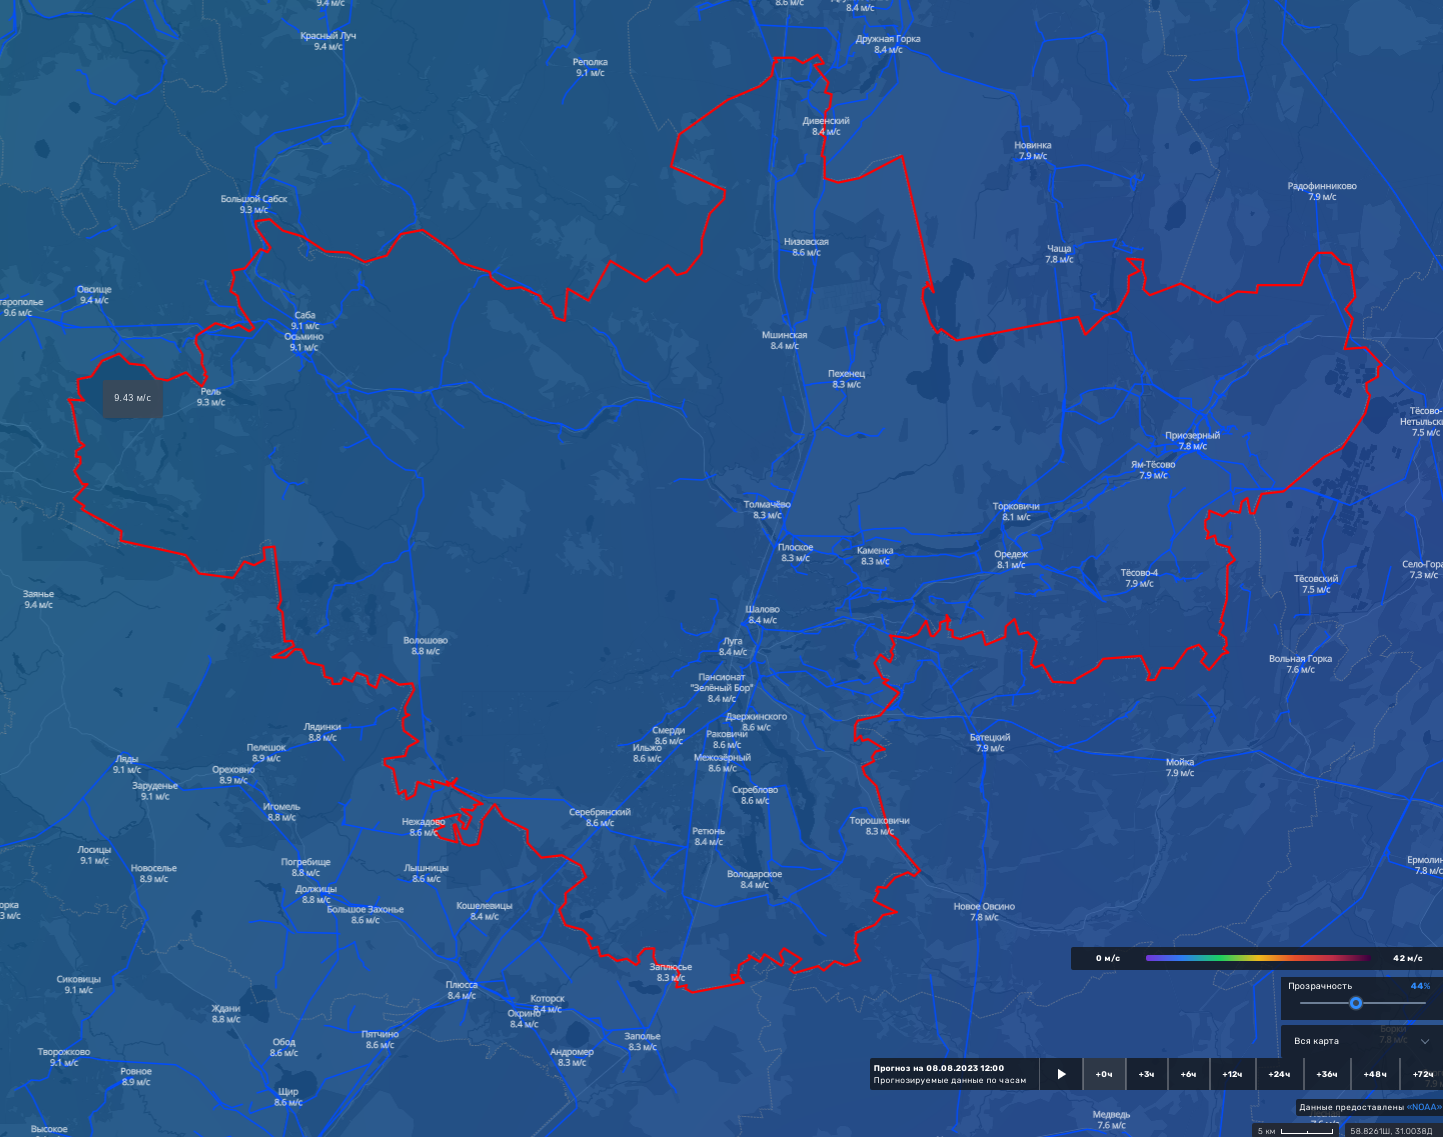 9.4 м/с
8.6 м/с
8.4 м/с
Красный Луч
9.4 м/с
Дружная Горка
8.4 м/с
Реполка
9.1 м/с
Дивенский
8.4 м/с
Новинка
7.9 м/с
Радофинниково
7.9 м/с
Большой Сабск
9.3 м/с
Низовская
8.6 м/с
Чаща
7.8 м/с
Овсище
9.4 м/с
тарополье
9.6 м/с
Саба
9.1 м/с
Осьмино
9.1 м/с
Мшинская
8.4 м/с
Пехенец
8.3 м/с
9.43 м/с
Рель
9.3 м/с
Тёсово-
Нетыльски
7.5 м/с
Приозерный
7.8 м/с
Ям-Тёсово
7.9 м/с
Толмачёво
8.3 м/с
Торковичи
8.1 м/с
Плоское
8.3 м/с
Каменка
8.3 м/с
Оредеж
8.1 м/с
Тёсово-4
7.9 м/с
Тёсовский
7.5 м/с
Село-Гора
7.3 м/с
Заянье
9.4 м/с
Шалово
8.4 м/с
Волошово
8.8 м/с
Луга
8.4 м/с
Вольная Горка
7.6 м/с
Пансионат
"Зелёный Бор"
8.4 м/с
Дзержинского
8.6 м/с
Лядинки
8.8 м/с
Смерди
8.6 м/с
Раковичи
8.6 м/с
Батецкий
7.9 м/с
Пелешок
8.9 м/с
Ильжо
8.6 м/с
Межозёрный
8.6 м/с
Ляды
9.1 м/с
Ореховно
8.9 м/с
Мойка
7.9 м/с
Заруденье
9.1 м/с
Скреблово
8.6 м/с
Игомель
8.8 м/с
Серебрянский
8.6 м/с
Нежадово
8.6 м/с
Торошковичи
8.3 м/с
Ретюнь
8.4 м/с
Лосицы
9.1 м/с
Погребище
8.8 м/с
Новоселье
8.9 м/с
Лышницы
8.6 м/с
Володарское
8.4 м/с
Ермолин
7.8 м/с
Должицы
8.8 м/с
орка
3 м/с
Большое Захонье
8.6 м/с
Кошелевицы
8.4 м/с
Новое Овсино
7.8 м/с
0 м/с
42 м/с
Заплюсье
8.3 м/с
Сиковицы
9.1 м/с
Плюсса
8.4 м/с
Прозрачность
44%
Которск
8.4 м/с
Ждани
8.8 м/с
Окрино
8.4 м/с
Борки
7.8 м/с
Вся карта
Пятчино
8.6 м/с
Заполье
8.3 м/с
Обод
8.6 м/с
Творожково
9.1 м/с
Андромер
8.3 м/с
Прогноз на 08.08.2023 12:00
Прогнозируемые данные по часам
+0ч
+3ч
+6ч
+12ч
+24ч
+36ч
+48ч
+72ч
Ровное
8.9 м/с
Щир
8.6 м/с
Данные предоставлены «NOAA»
Медведь
7.6 м/с
Высокое
5 км
58.8261Ш, 31.0038Д